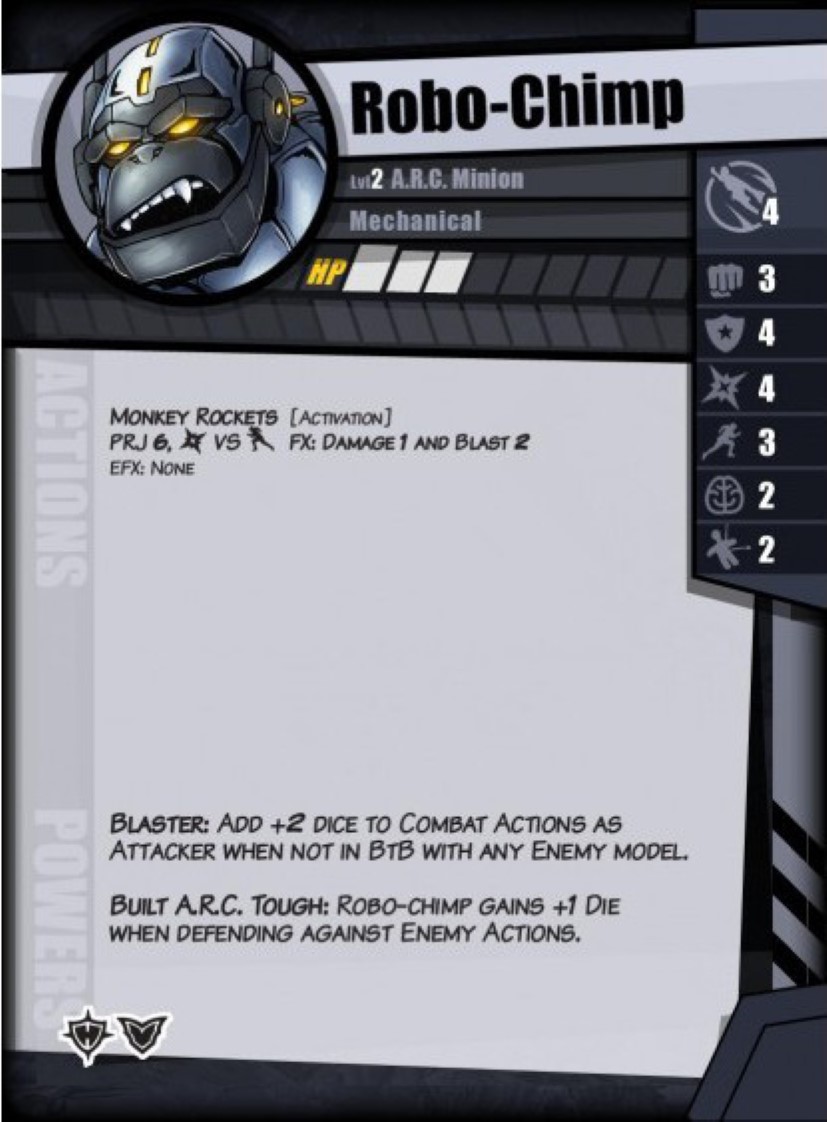 Robo-Chimp
Lvl2 A.R.C. Minion
Mechanical
HP
4
3
4
4
3
2
2
ACTIONS
MONKEY ROCKETS [ACTIVATION]
PRJ 6, VS FX: DAMAGE 1 AND BLAST 2
EFX: NONE
POWERS
BLASTER: ADD +2 DICE TO COMBAT ACTIONS AS
ATTACKER WHEN NOT IN BTB WITH ANY ENEMY MODEL.
BUILT A.R.C. TOUGH: ROBO-CHIMP GAINS +1 DIE
WHEN DEFENDING AGAINST ENEMY ACTIONS.